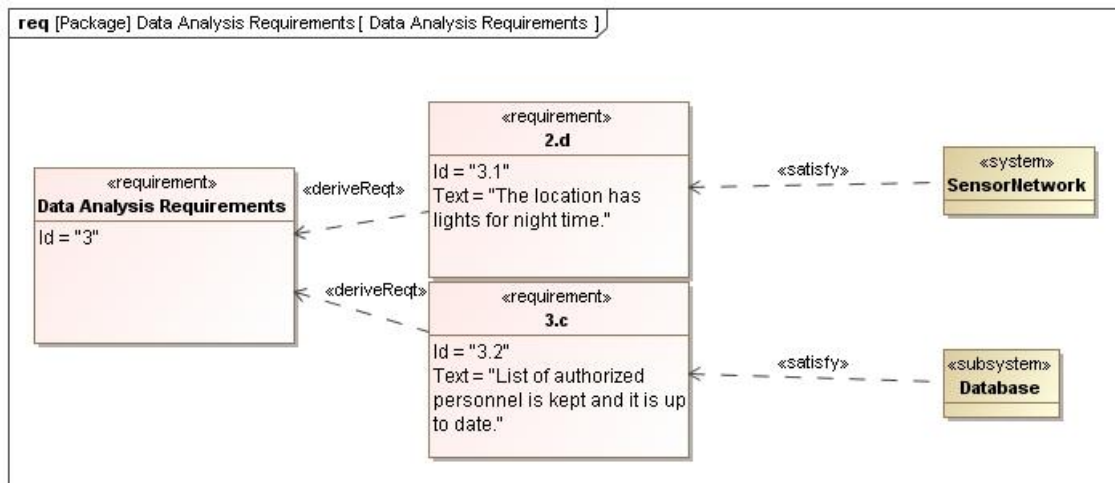 req [Package] Data Analysis Requirements [ Data Analysis Requirements ]
«requirement»
Data Analysis Requirements
Id = "3"
«deriveReqt»
«deriveReqt»
«requirement»
2.d
Id = "3.1"
Text = "The location has
lights for night time."
«requirement»
3.c
Id = "3.2"
Text = "List of authorized
personnel is kept and it is up
to date."
«satisfy»
«satisfy»
«system»
SensorNetwork
«subsystem»
Database